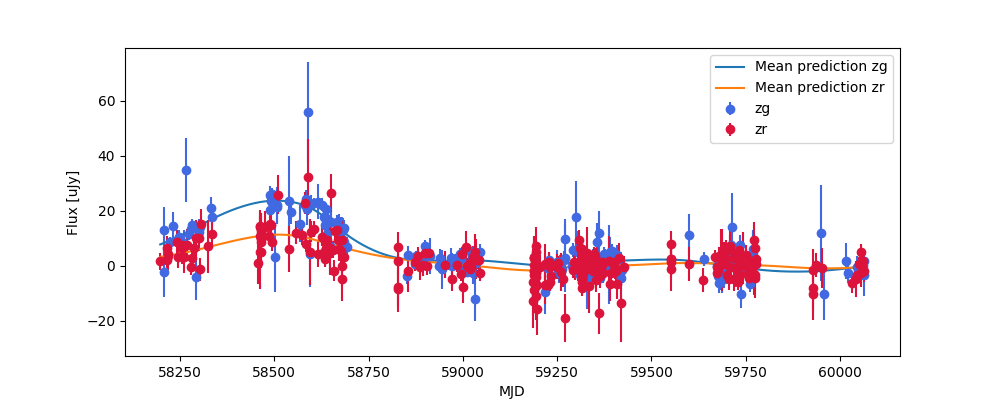 Mean prediction zg
Mean prediction zr
zg
zr
Flux [uJy]
60
40
20
0
−20
58250 58500 58750 59000 59250 59500 59750 60000
MJD